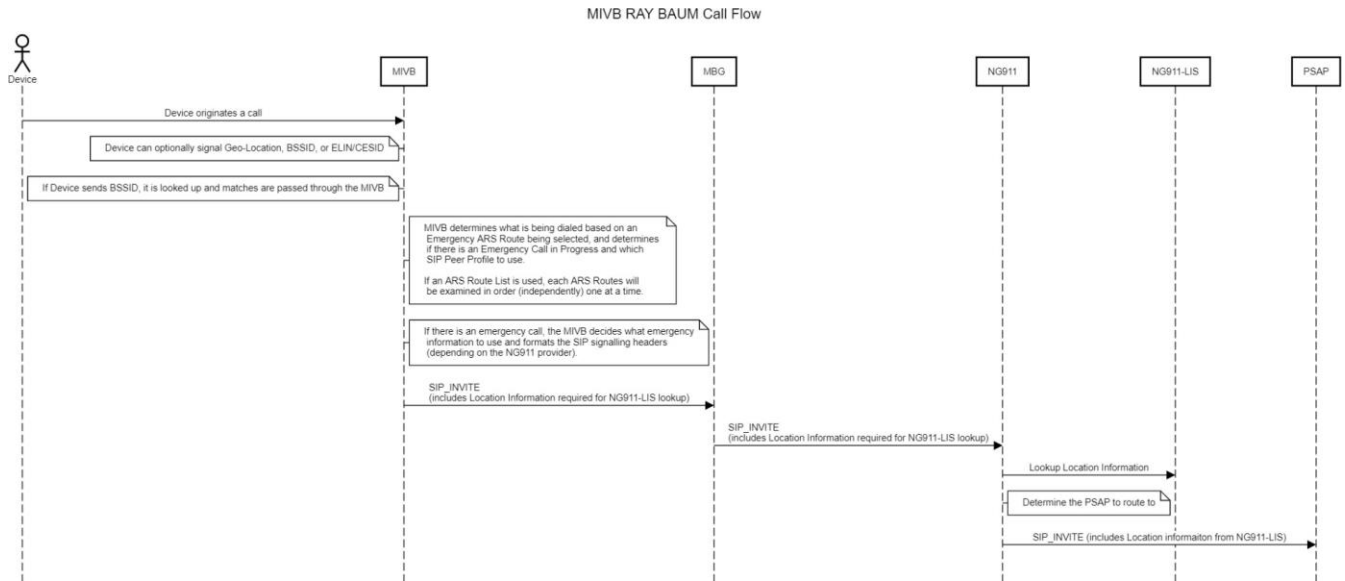 MIVB RAY BAUM Call Flow
Device
MIVB
MBG
NG911
NG911-LIS
PSAP
Device originates a call
Device can optionally signal Geo-Location, BSSID, or ELIN/CESID
If Device sends BSSID, it is looked up and matches are passed through the MIVB
MIVB determines what is being dialed based on an
Emergency ARS Route being selected, and determines
if there is an Emergency Call in Progress and which
SIP Peer Profile to use.
If an ARS Route List is used, each ARS Routes will
be examined in order (independently) one at a time.
If there is an emergency call, the MIVB decides what emergency
information to use and formats the SIP signalling headers
(depending on the NG911 provider).
SIP_INVITE
(includes Location Information required for NG911-LIS lookup)
SIP_INVITE
(includes Location Information required for NG911-LIS lookup)
Lookup Location Information
Determine the PSAP to route to
SIP_INVITE (includes Location informaiton from NG911-LIS)